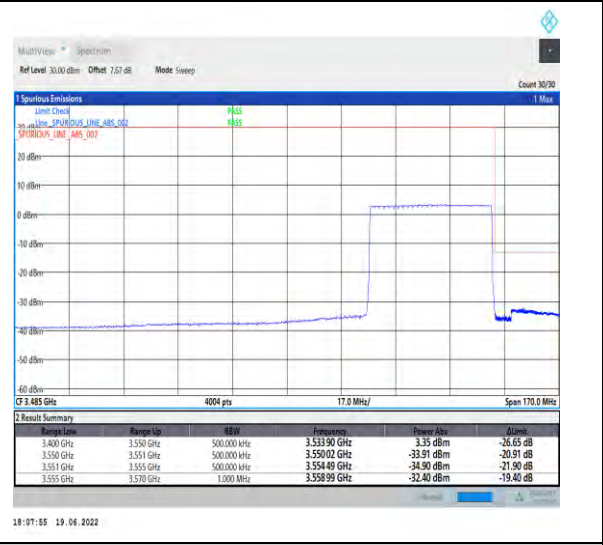 MultiView Spectrum
Ref Level 30.00 dBm Offset 7.67 dB Mode Sweep
Count 30/30
1 Spurious Emissions 1 Max
Limit Check PASS
Line _SPURIOUS_LINE_ABS_002 PASS
_SPURIOUS_LINE_ABS_002
20 dBm
10 dBm
0 dBm
-10 dBm
-20 dBm
-30 dBm
-40 dBm
-50 dBm
-60 dBm
CF 3.485 GHz 4004 pts 17.0 MHz/ Span 170.0 MHz
2 Result Summary
Range Low Range Up RBW Frequency Power Abs ΔLimit
3.400 GHz 3.550 GHz 500.000 kHz 3.53390 GHz 3.35 dBm -26.65 dB
3.550 GHz 3.551 GHz 500.000 kHz 3.55002 GHz -33.91 dBm -20.91 dB
3.551 GHz 3.555 GHz 500.000 kHz 3.55449 GHz -34.90 dBm -21.90 dB
3.555 GHz 3.570 GHz 1.000 MHz 3.55899 GHz -32.40 dBm -19.40 dB
18:07:55 19.06.2022